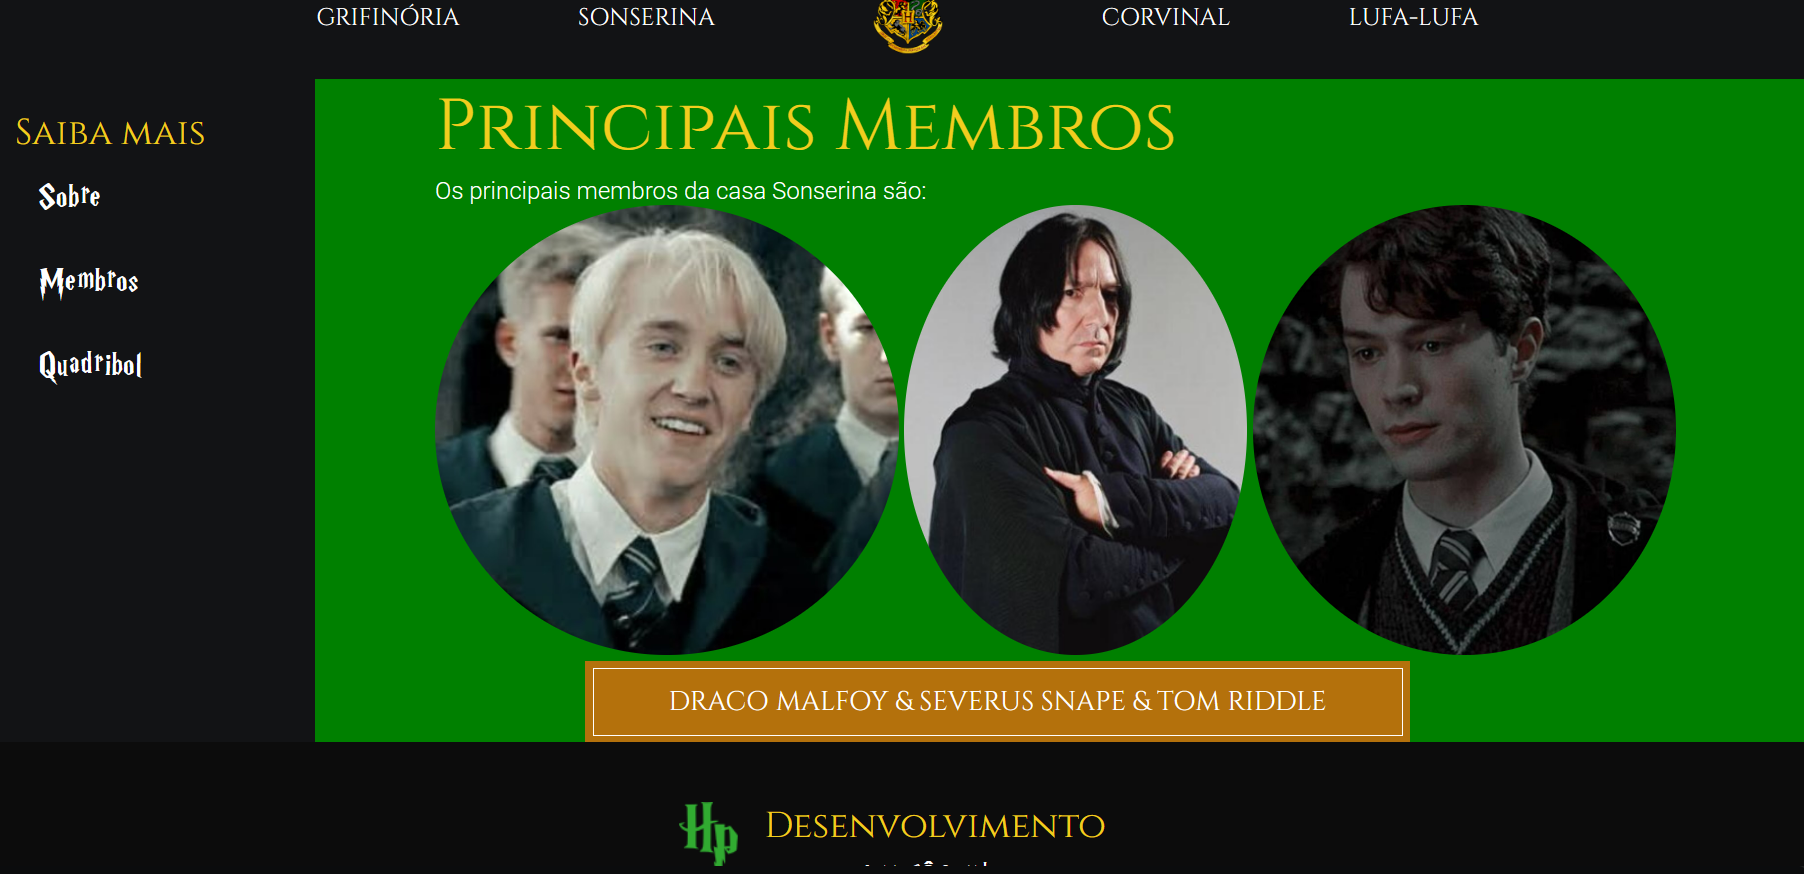 GRIFINÓRIA SONSERINA CORVINAL LUFA-LUFA
Saiba mais
Sobre
Membros
Quadribol
Principais Membros
Os principais membros da casa Sonserina são:
DRACO MALFOY & SEVERUS SNAPE & TOM RIDDLE
Hp Desenvolvimento